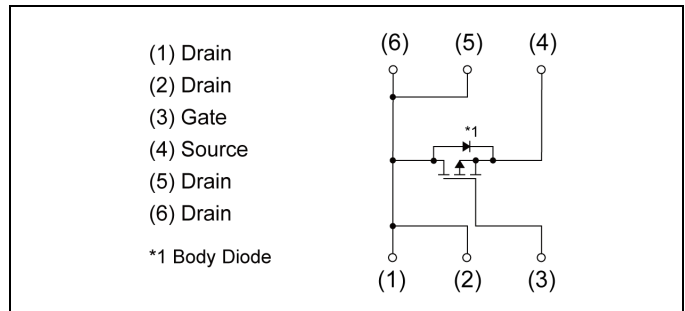 (1) Drain
(2) Drain
(3) Gate
(4) Source
(5) Drain
(6) Drain
*1 Body Diode
(6) (5) (4)
*1
(1) (2) (3)